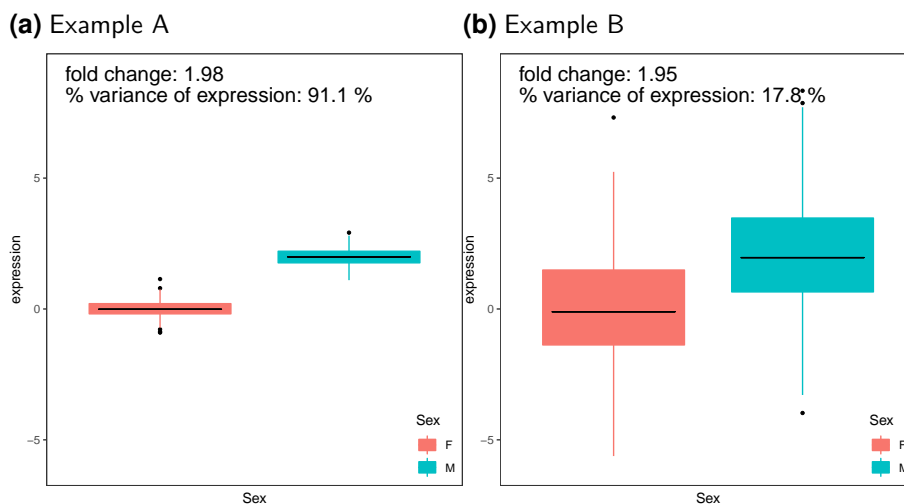 (a) Example A
fold change: 1.98
% variance of expression: 91.1 %
5
0
−5
expression
Sex
Sex
F
M
(b) Example B
fold change: 1.95
% variance of expression: 17.8 %
5
0
−5
expression
Sex
Sex
F
M